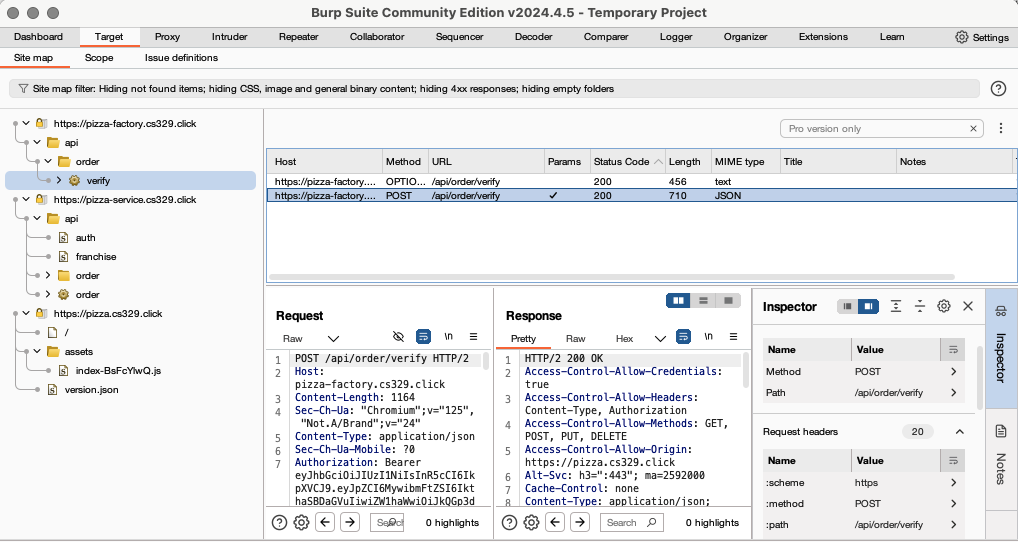 Burp Suite Community Edition v2024.4.5 - Temporary Project
Dashboard Target Proxy Intruder Repeater Collaborator Sequencer Decoder Comparer Logger Organizer Extensions Learn Settings
Site map Scope Issue definitions
Site map filter: Hiding not found items; hiding CSS, image and general binary content; hiding 4xx responses; hiding empty folders
https://pizza-factory.cs329.click
api
order
verify
https://pizza-service.cs329.click
api
auth
franchise
order
order
https://pizza.cs329.click
/
assets
index-BsFcYlwQ.js
version.json
Pro version only
Host Method URL Params Status Code Length MIME type Title Notes
https://pizza-factory.... OPTIO... /api/order/verify 200 456 text
https://pizza-factory.... POST /api/order/verify ✓ 200 710 JSON
Request
Raw \n
1 POST /api/order/verify HTTP/2
2 Host:
pizza-factory.cs329.click
3 Content-Length: 1164
4 Sec-Ch-Ua: "Chromium";v="125",
"Not.A/Brand";v="24"
5 Content-Type: application/json
6 Sec-Ch-Ua-Mobile: ?0
7 Authorization: Bearer
eyJhbGciOiJIUzI1NiIsInR5cCI6Ik
pXVCJ9.eyJpZCI6MywibmFtZSI6Ikt
haSBDaGVuIiwiZW1haWwiOiJkQGp3d
Search 0 highlights
Response
Pretty Raw Hex \n
1 HTTP/2 200 OK
2 Access-Control-Allow-Credentials:
true
3 Access-Control-Allow-Headers:
Content-Type, Authorization
4 Access-Control-Allow-Methods: GET,
POST, PUT, DELETE
5 Access-Control-Allow-Origin:
https://pizza.cs329.click
6 Alt-Svc: h3=":443"; ma=2592000
7 Cache-Control: none
8 Content-Type: application/json;
Search 0 highlights
Inspector
Name Value
Method POST
Path /api/order/verify
Request headers 20
Name Value
:scheme https
:method POST
:path /api/order/verify
Inspector
Notes